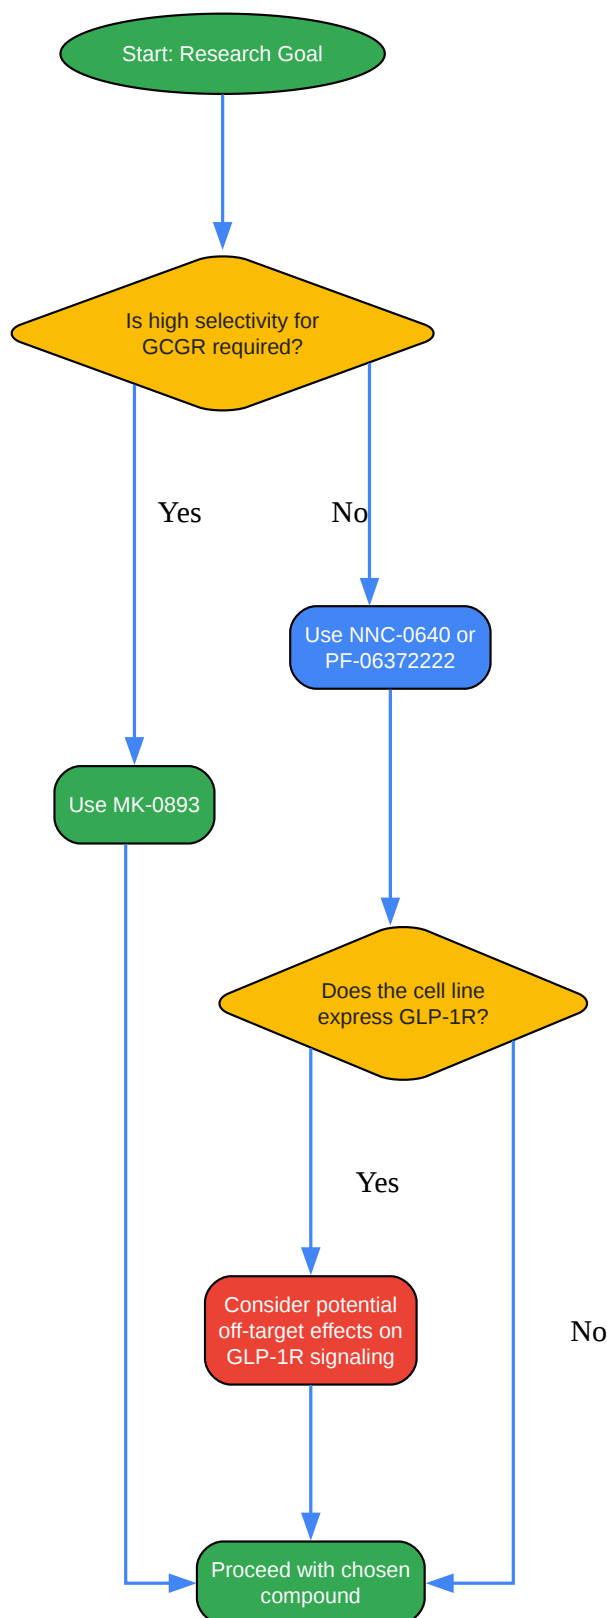 Start: Research Goal
Is high selectivity for
GCGR required?
Yes
No
Use NNC-0640 or
PF-06372222
Use MK-0893
Does the cell line
express GLP-1R?
Yes
Consider potential
off-target effects on
GLP-1R signaling
No
Proceed with chosen
compound